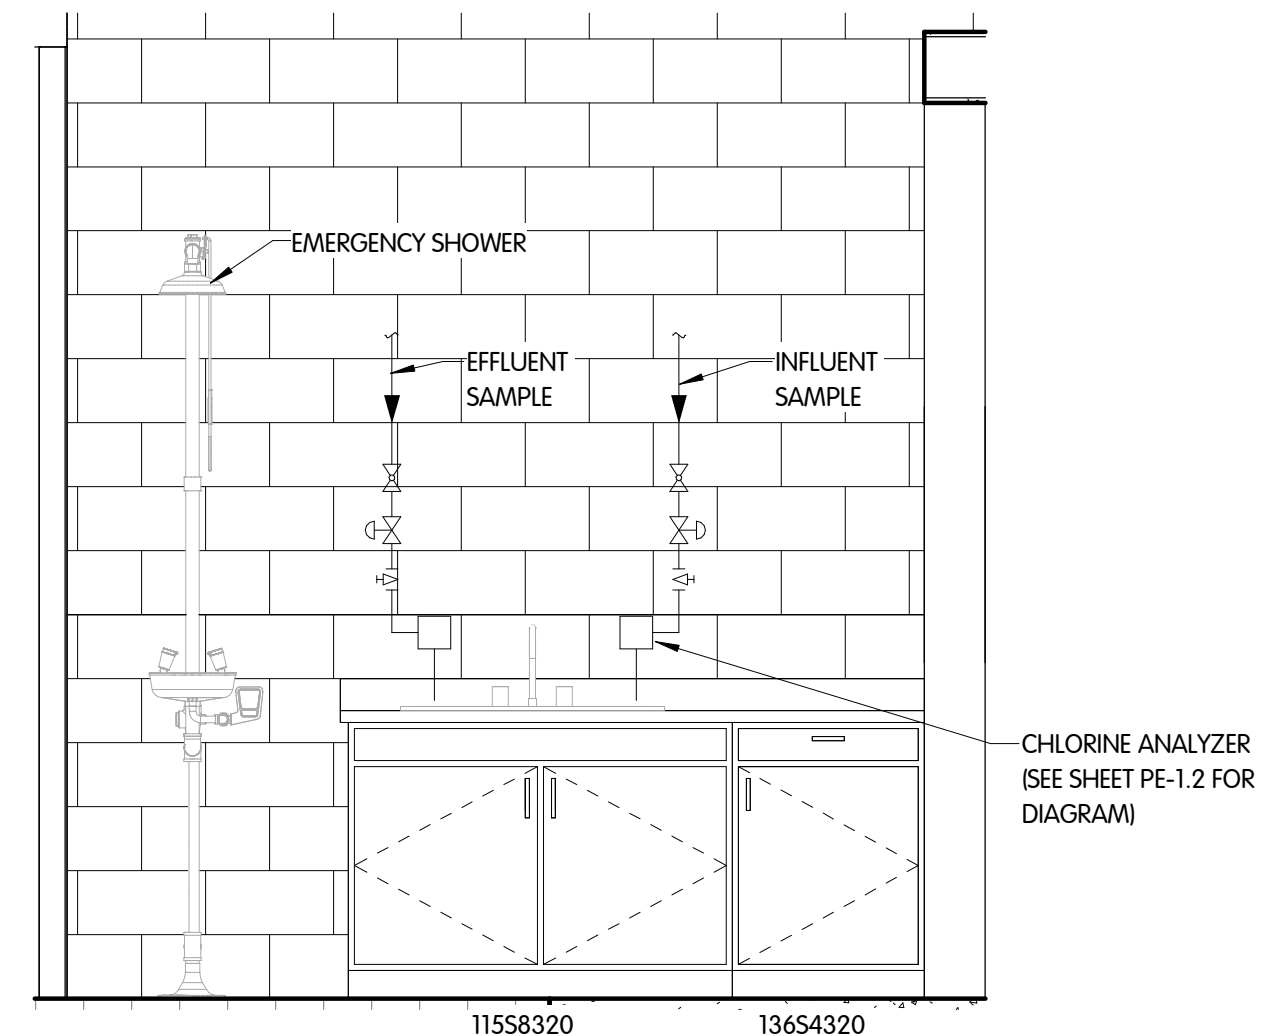 EMERGENCY SHOWER
EFFLUENT
SAMPLE
INFLUENT
SAMPLE
CHLORINE ANALYZER
(SEE SHEET PE-1.2 FOR
DIAGRAM)
115S8320
136S4320